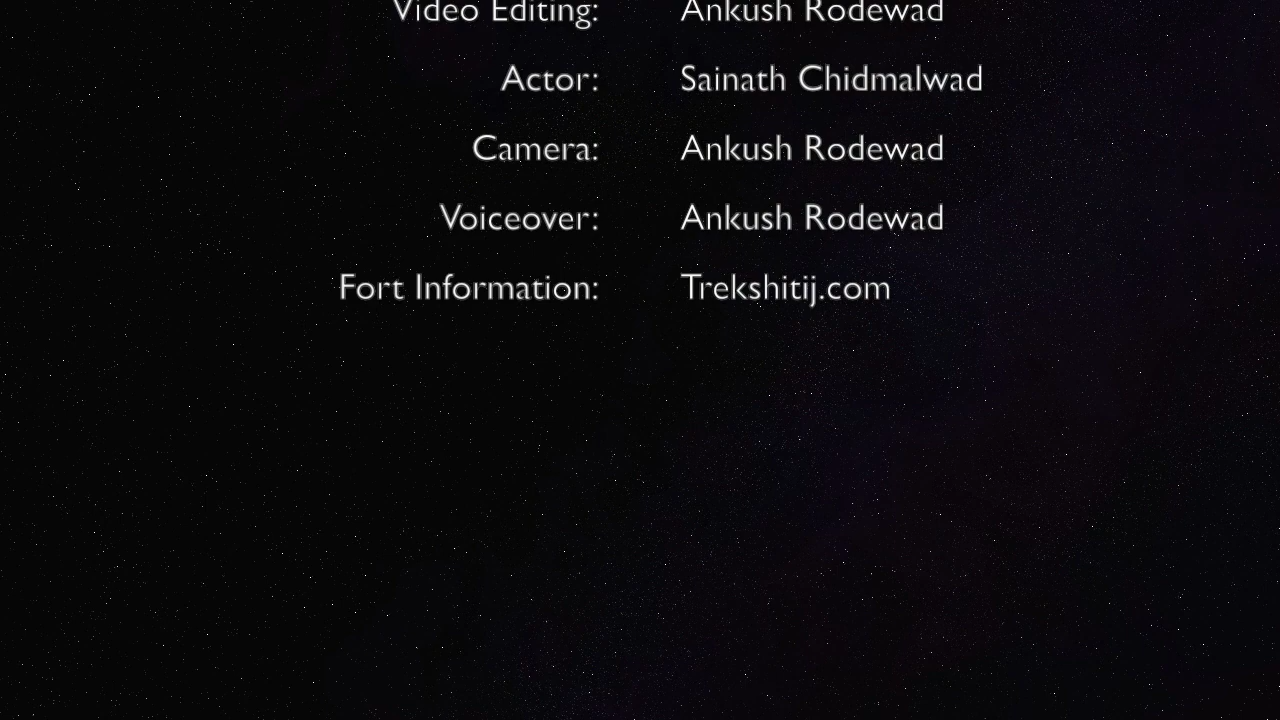 Video Editing: Ankush Rodewad
Actor: Sainath Chidmalwad
Camera: Ankush Rodewad
Voiceover: Ankush Rodewad
Fort Information: Trekshitij.com